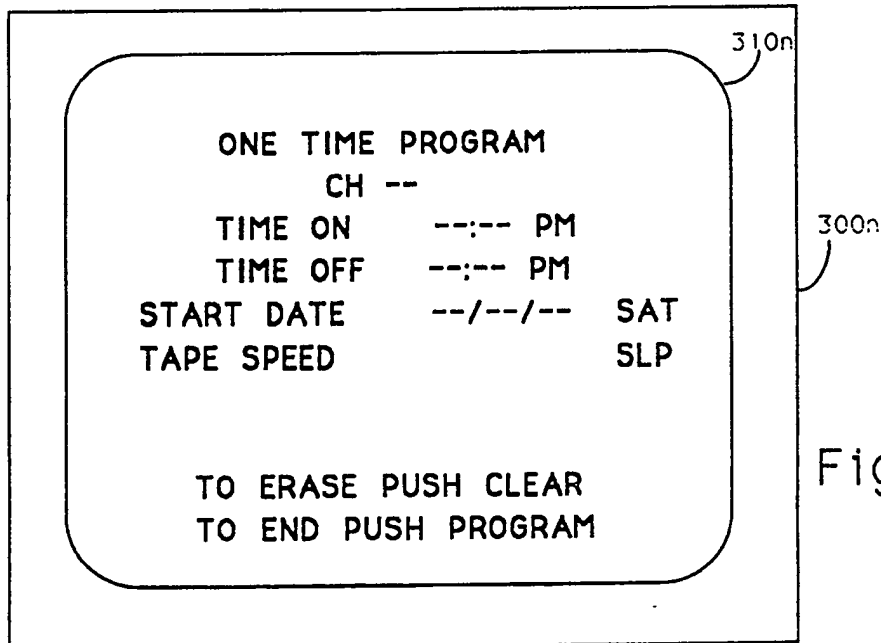 310n
ONE TIME PROGRAM
CH --
TIME ON --:-- PM
300n
TIME OFF --:-- PM
START DATE --/--/-- SAT
TAPE SPEED SLP
TO ERASE PUSH CLEAR
Fig
TO END PUSH PROGRAM